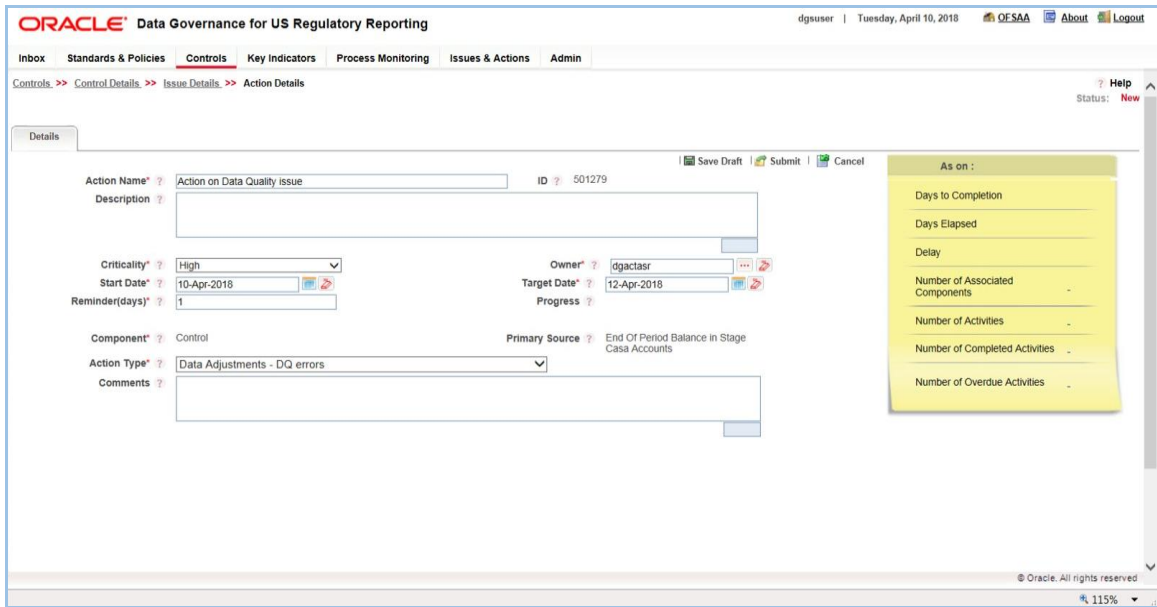 ORACLE® Data Governance for US Regulatory Reporting
dgsuser | Tuesday, April 10, 2018 OFSAA About Logout
Inbox Standards & Policies Controls Key Indicators Process Monitoring Issues & Actions Admin
Controls >> Control Details >> Issue Details >> Action Details
? Help
Status: New
Details
Save Draft | Submit | Cancel
Action Name* ? Action on Data Quality issue ID ? 501279
Description ?
Criticality* ? High Owner* ? dgactasr ...
Start Date* ? 10-Apr-2018 Target Date* ? 12-Apr-2018
Reminder(days)* ? 1 Progress ?
Component* ? Control Primary Source ? End Of Period Balance in Stage
Casa Accounts
Action Type* ? Data Adjustments - DQ errors
Comments ?
As on :
Days to Completion
Days Elapsed
Delay
Number of Associated
Components -
Number of Activities -
Number of Completed Activities -
Number of Overdue Activities -
© Oracle. All rights reserved
115%